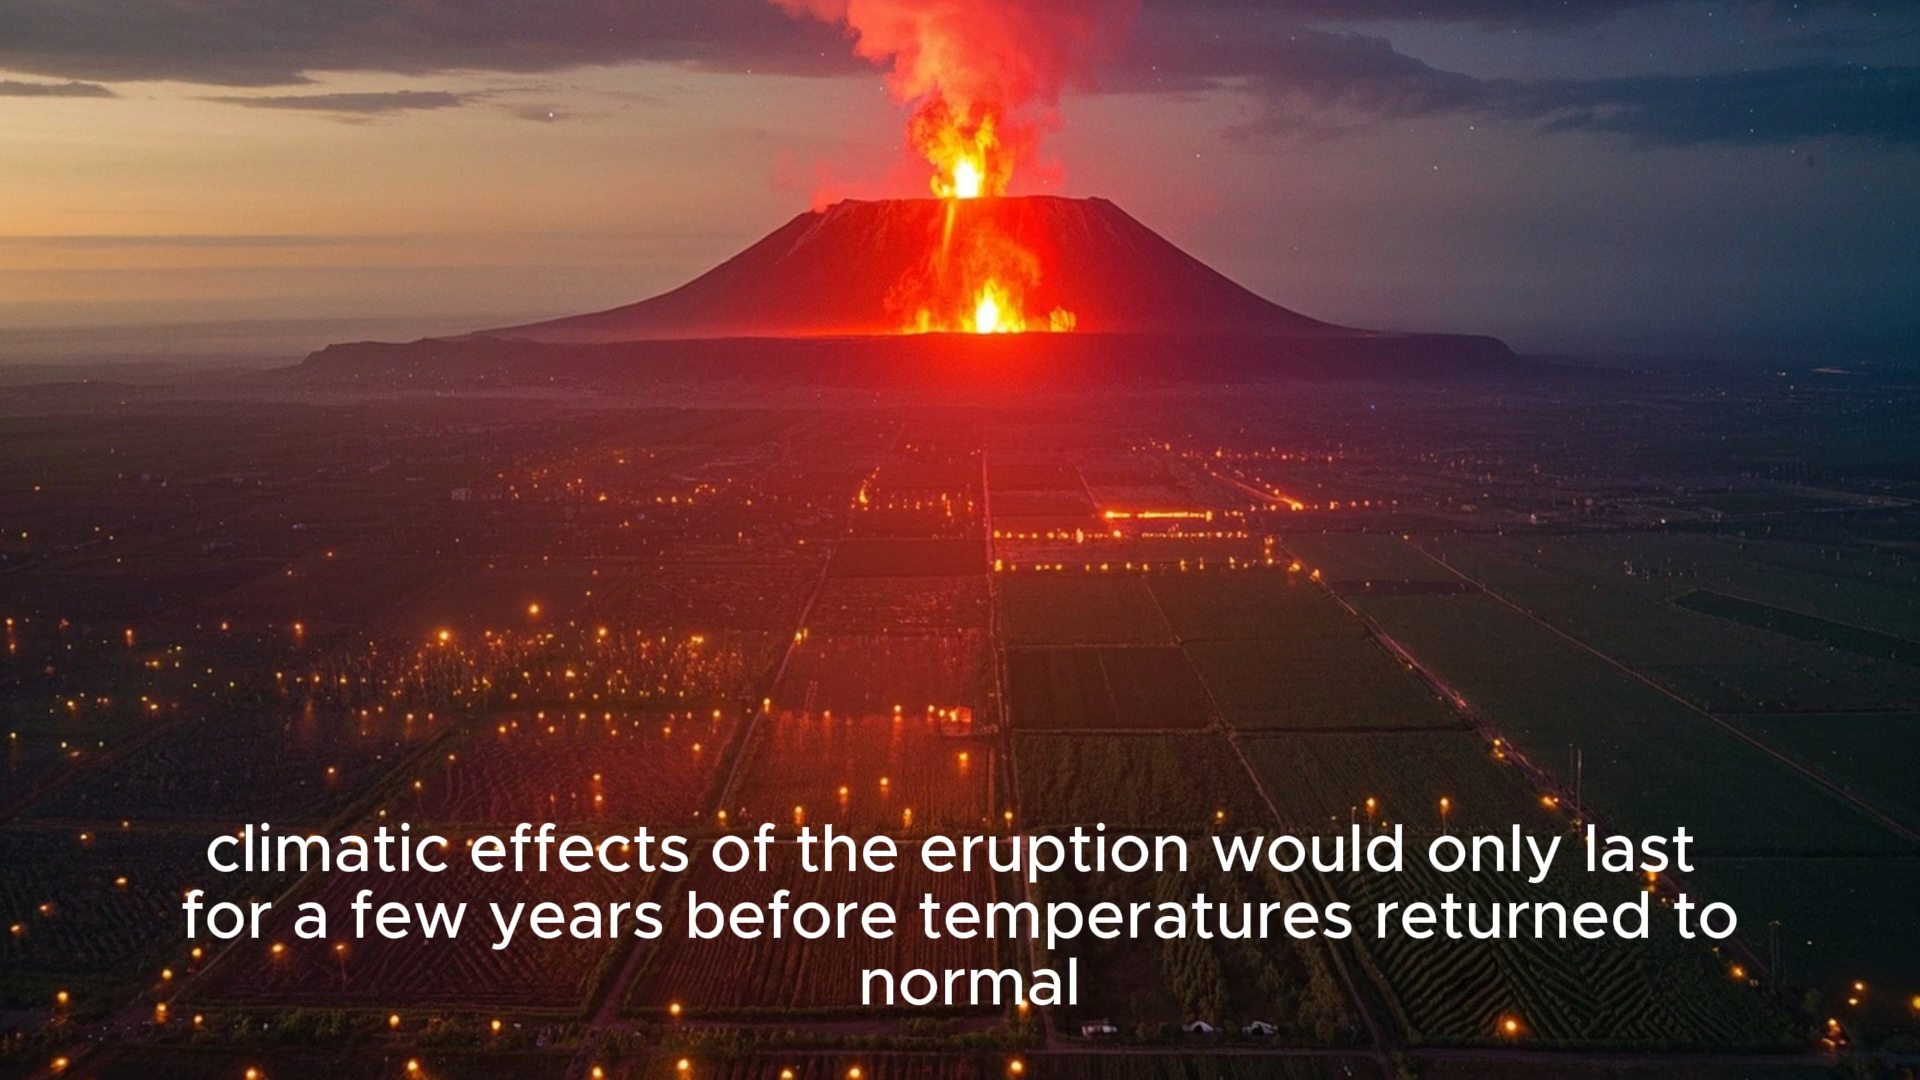 climatic effects of the eruption would only last
for a few years before temperatures returned to
normal